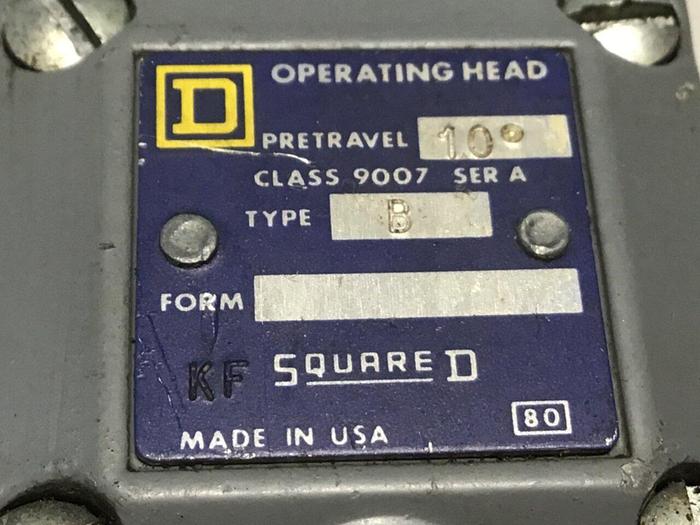 D OPERATING HEAD
PRETRAVEL 10°
CLASS 9007 SER A
TYPE B
FORM
KF SQUARE D
80
MADE IN USA